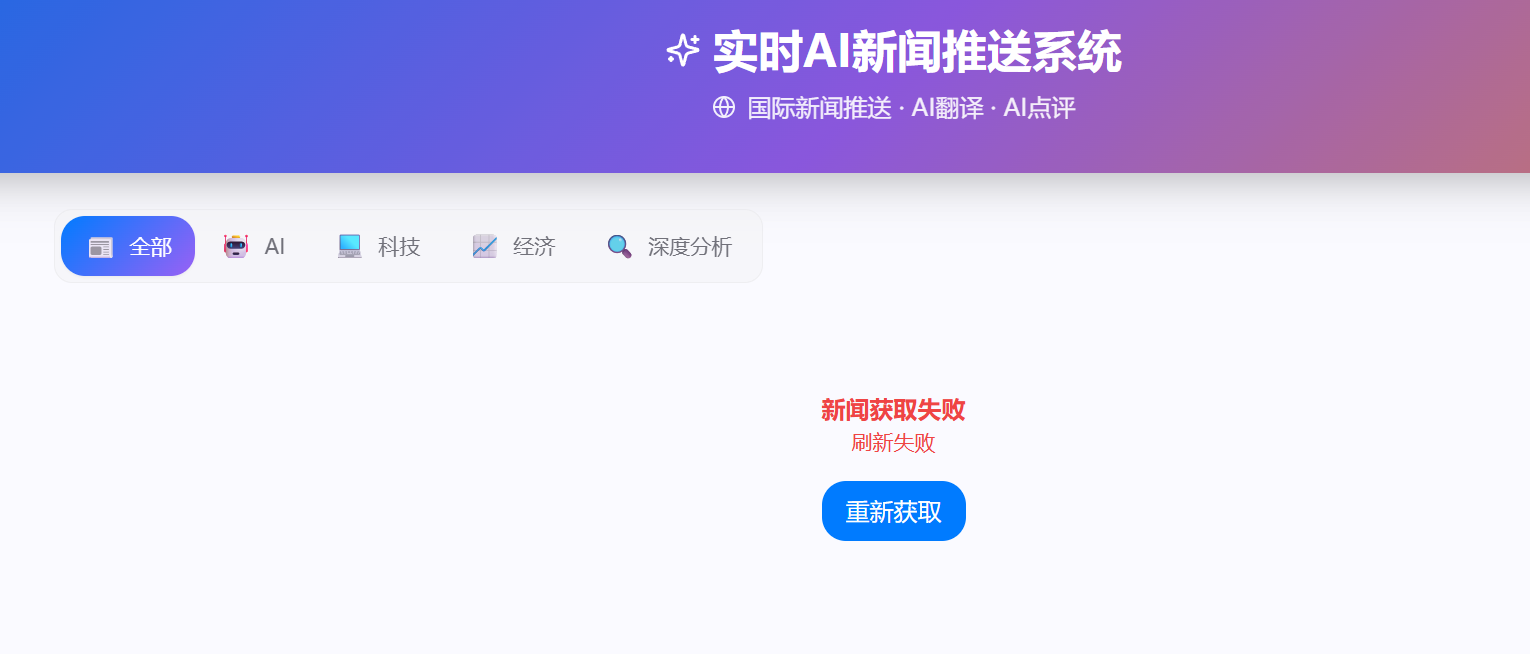 实时AI新闻推送系统
国际新闻推送 · AI翻译 · AI点评
全部 AI 科技 经济 深度分析
新闻获取失败
刷新失败
重新获取